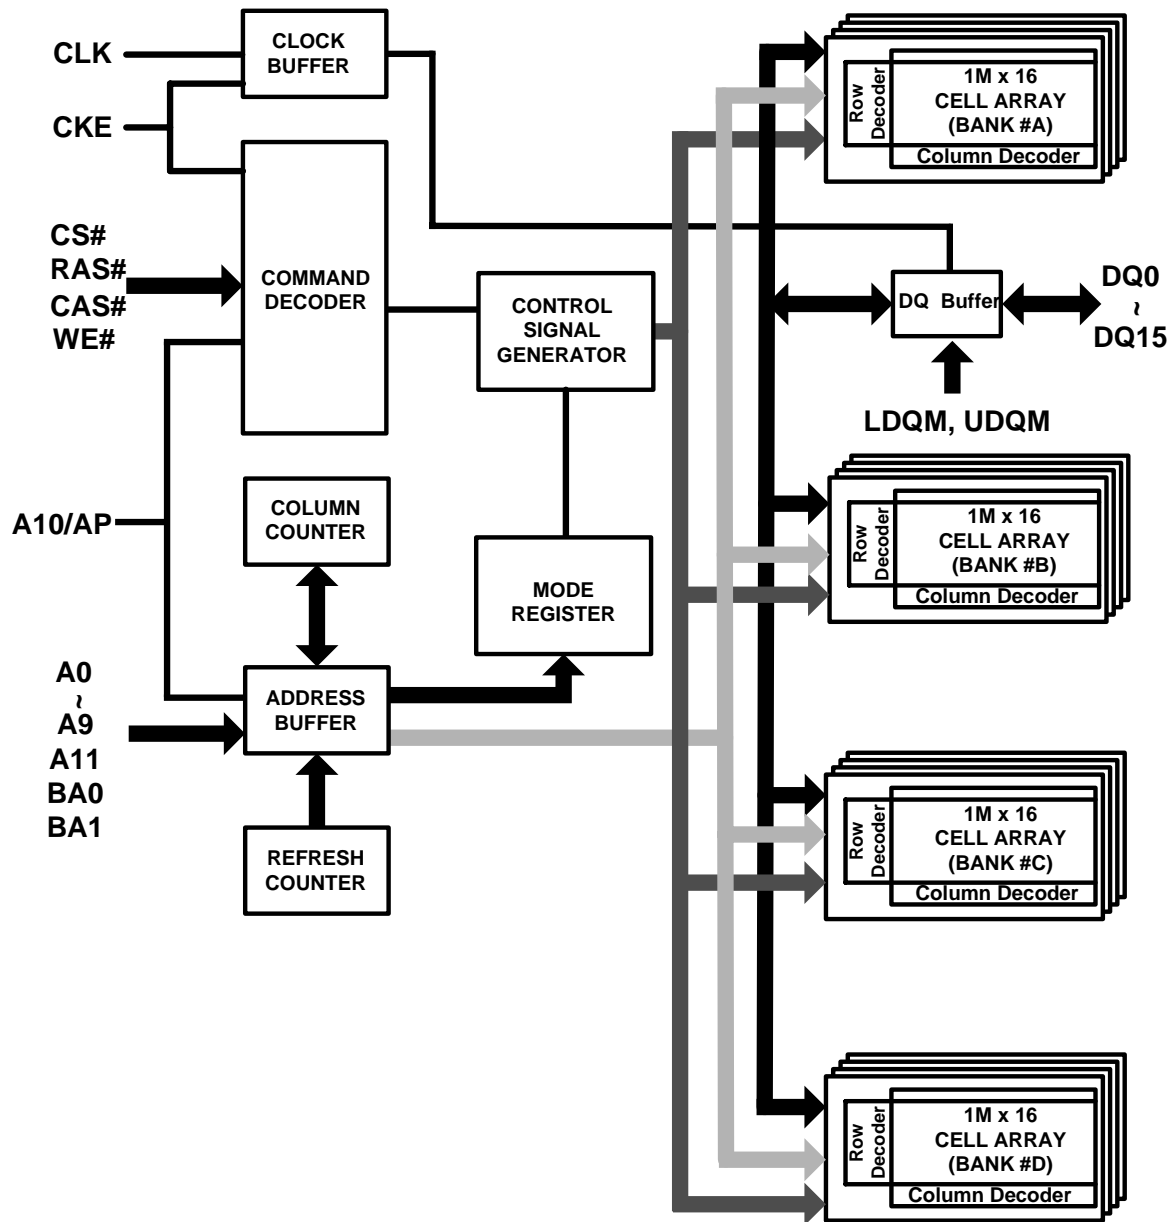 CLK
CKE
CLOCK
BUFFER
CS#
RAS#
CAS#
WE#
COMMAND
DECODER
CONTROL
SIGNAL
GENERATOR
A10/AP
COLUMN
COUNTER
MODE
REGISTER
A0
~
A9
A11
BA0
BA1
ADDRESS
BUFFER
REFRESH
COUNTER
Row
Decoder
1M x 16
CELL ARRAY
(BANK #A)
Column Decoder
DQ Buffer
DQ0
~
DQ15
LDQM, UDQM
Row
Decoder
1M x 16
CELL ARRAY
(BANK #B)
Column Decoder
Row
Decoder
1M x 16
CELL ARRAY
(BANK #C)
Column Decoder
Row
Decoder
1M x 16
CELL ARRAY
(BANK #D)
Column Decoder